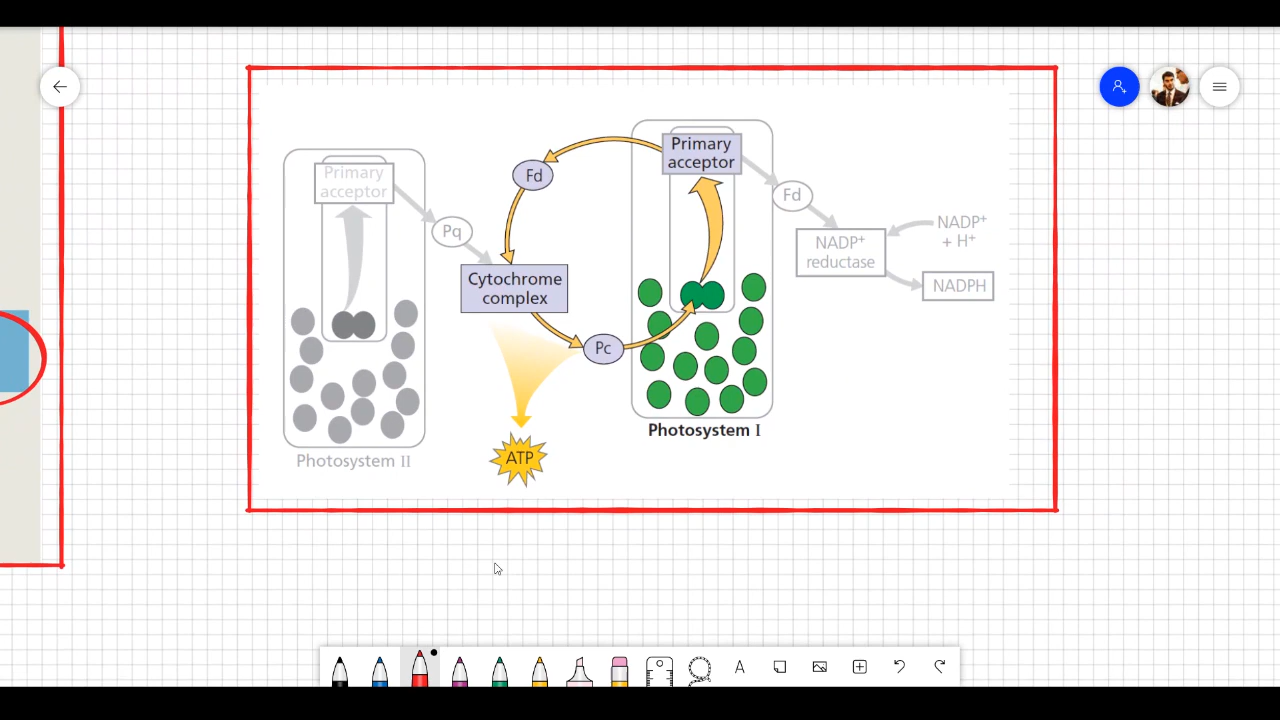 Primary
acceptor
Pq
Photosystem II
Fd
Cytochrome
complex
Pc
ATP
Primary
acceptor
Photosystem I
Fd
NADP⁺
reductase
NADP⁺
+ H⁺
NADPH
A